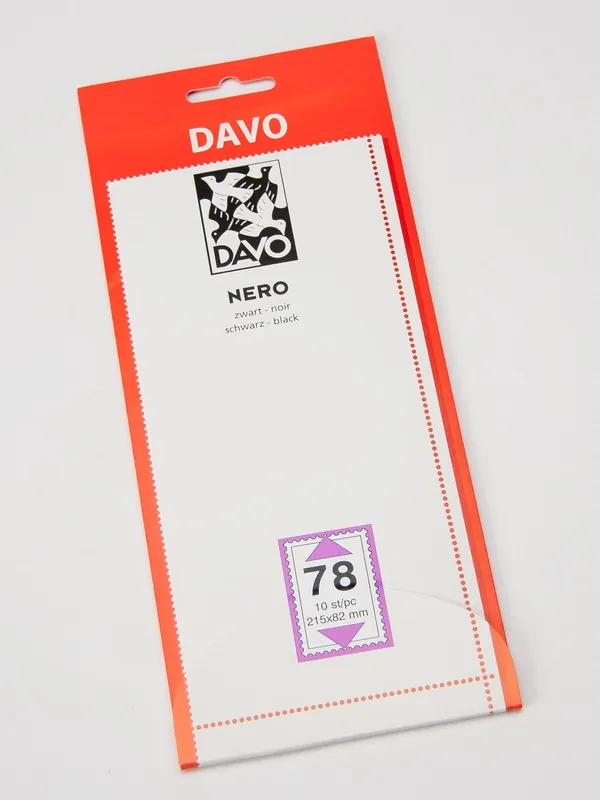 DAVO
DAVO
NERO
zwart - noir
schwarz - black
78
10 st/pc
215x82 mm